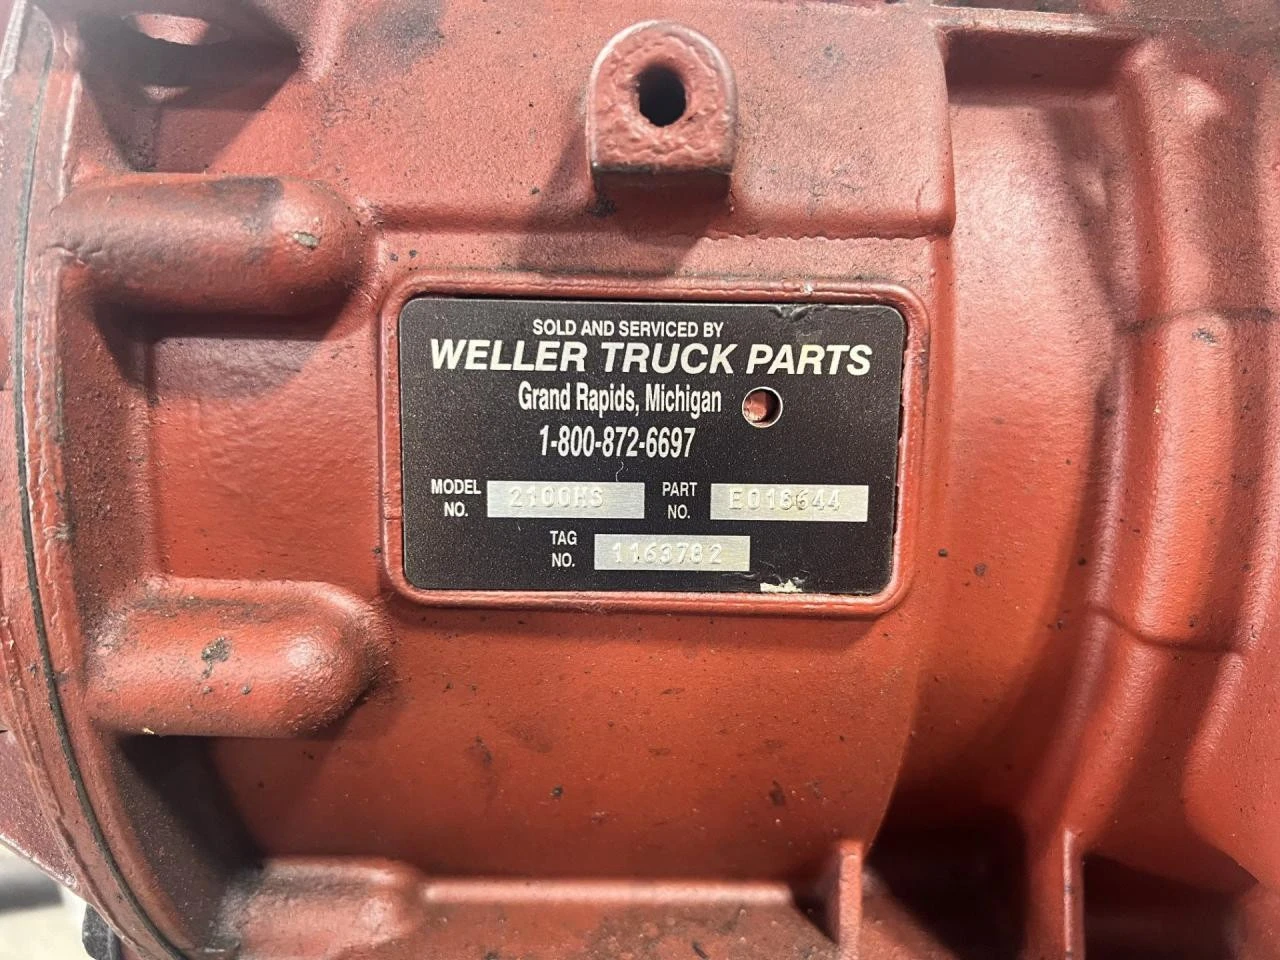 SOLD AND SERVICED BY
WELLER TRUCK PARTS
Grand Rapids, Michigan
1-800-872-6697
MODEL NO. 2100HS PART NO. E016644
TAG NO. 1163782